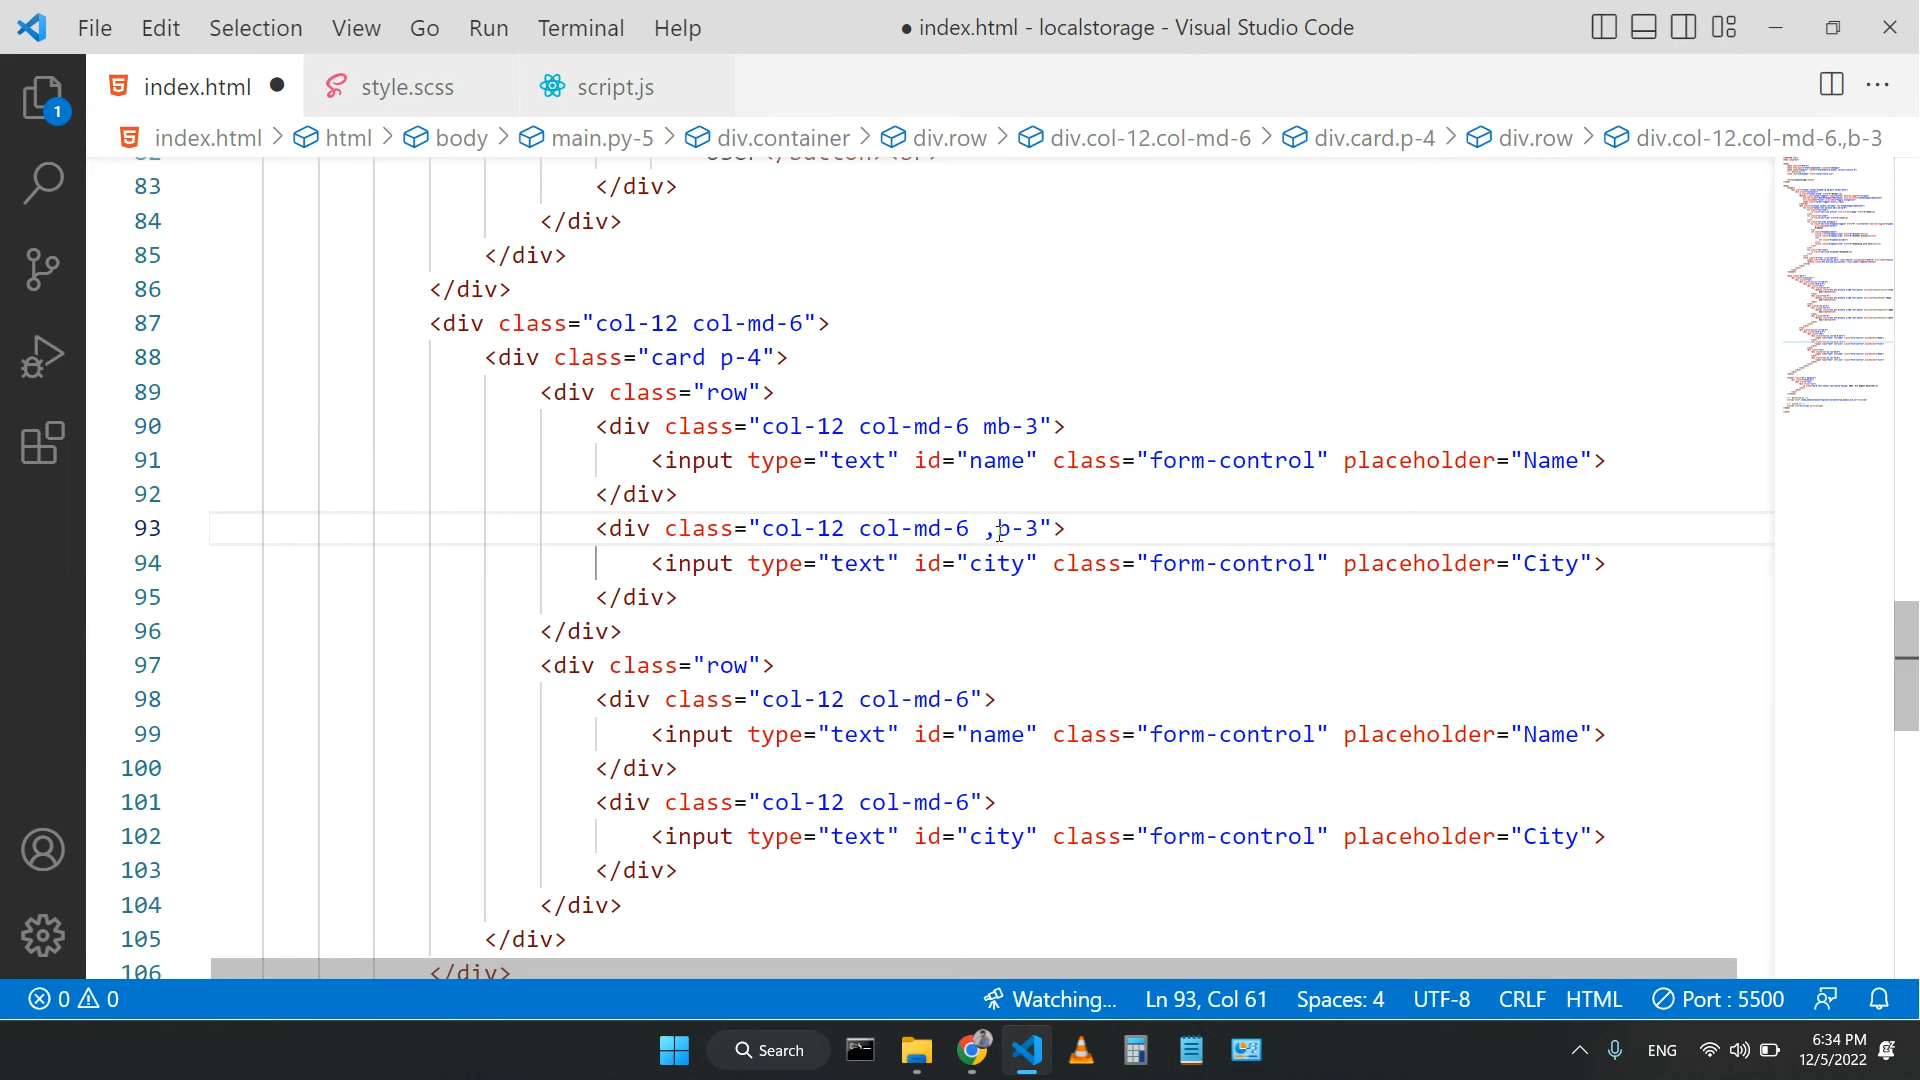 File Edit Selection View Go Run Terminal Help ● index.html - localstorage - Visual Studio Code
index.html ● style.scss script.js
index.html > html > body > main.py-5 > div.container > div.row > div.col-12.col-md-6 > div.card.p-4 > div.row > div.col-12.col-md-6.,b-3
1
83 </div>
84 </div>
85 </div>
86 </div>
87 <div class="col-12 col-md-6">
88 <div class="card p-4">
89 <div class="row">
90 <div class="col-12 col-md-6 mb-3">
91 <input type="text" id="name" class="form-control" placeholder="Name">
92 </div>
93 <div class="col-12 col-md-6 ,b-3">
94 <input type="text" id="city" class="form-control" placeholder="City">
95 </div>
96 </div>
97 <div class="row">
98 <div class="col-12 col-md-6">
99 <input type="text" id="name" class="form-control" placeholder="Name">
100 </div>
101 <div class="col-12 col-md-6">
102 <input type="text" id="city" class="form-control" placeholder="City">
103 </div>
104 </div>
105 </div>
106 </div>
0 0 Watching... Ln 93, Col 61 Spaces: 4 UTF-8 CRLF HTML Port : 5500
Search ENG 6:34 PM
12/5/2022